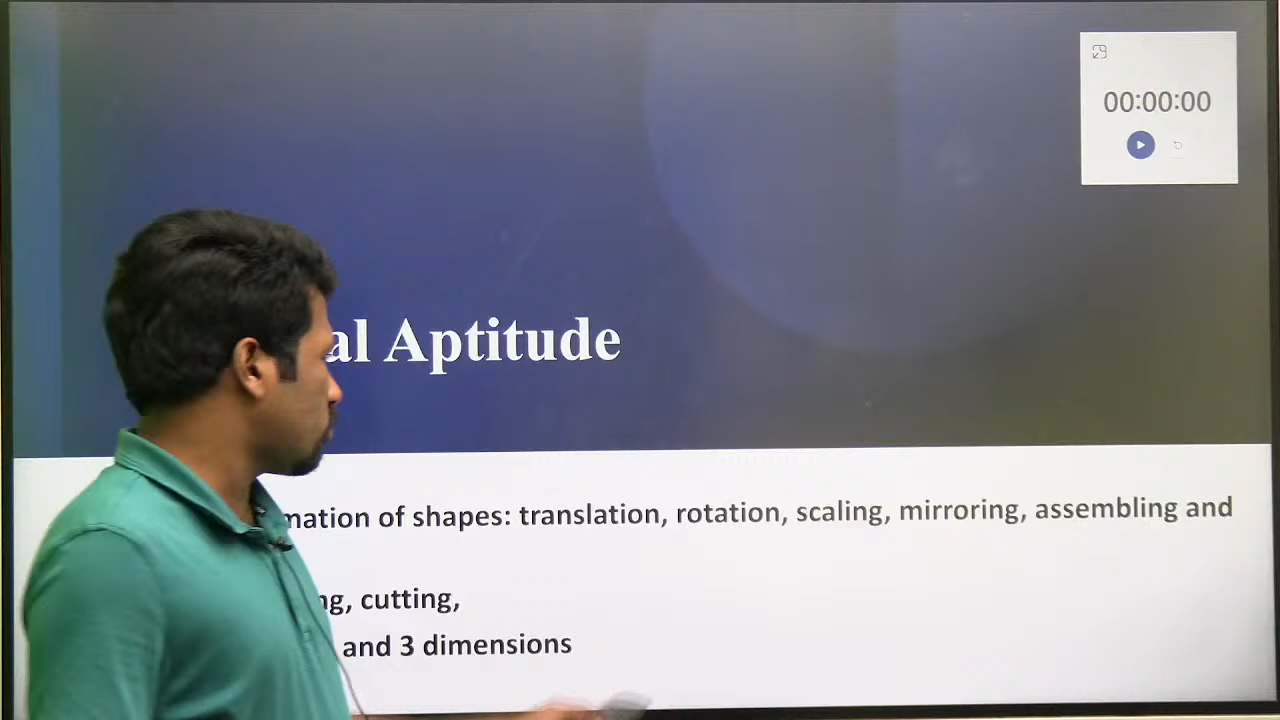 00:00:00
al Aptitude
mation of shapes: translation, rotation, scaling, mirroring, assembling and
ng, cutting,
and 3 dimensions